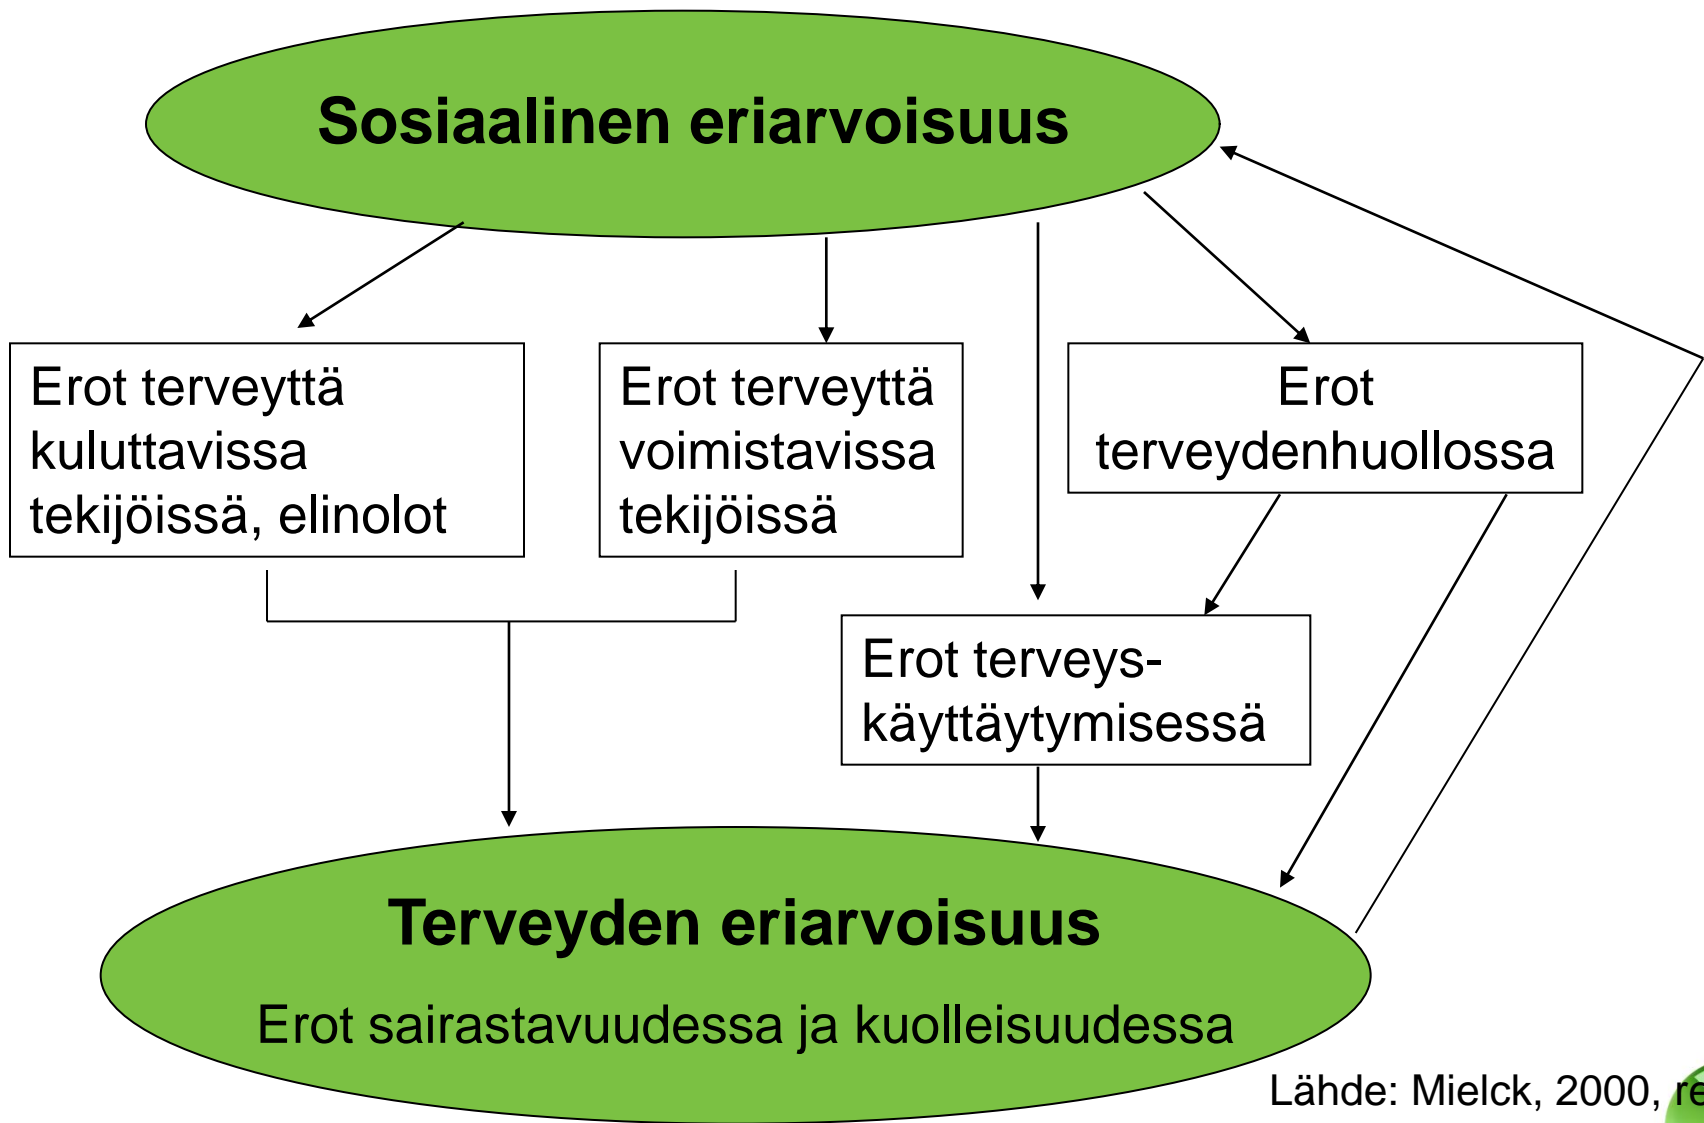 Sosiaalinen eriarvoisuus
Erot terveyttä
kuluttavissa
tekijöissä, elinolot
Erot terveyttä
voimistavissa
tekijöissä
Erot
terveydenhuollossa
Erot terveys-
käyttäytymisessä
Terveyden eriarvoisuus
Erot sairastavuudessa ja kuolleisuudessa
Lähde: Mielck, 2000,